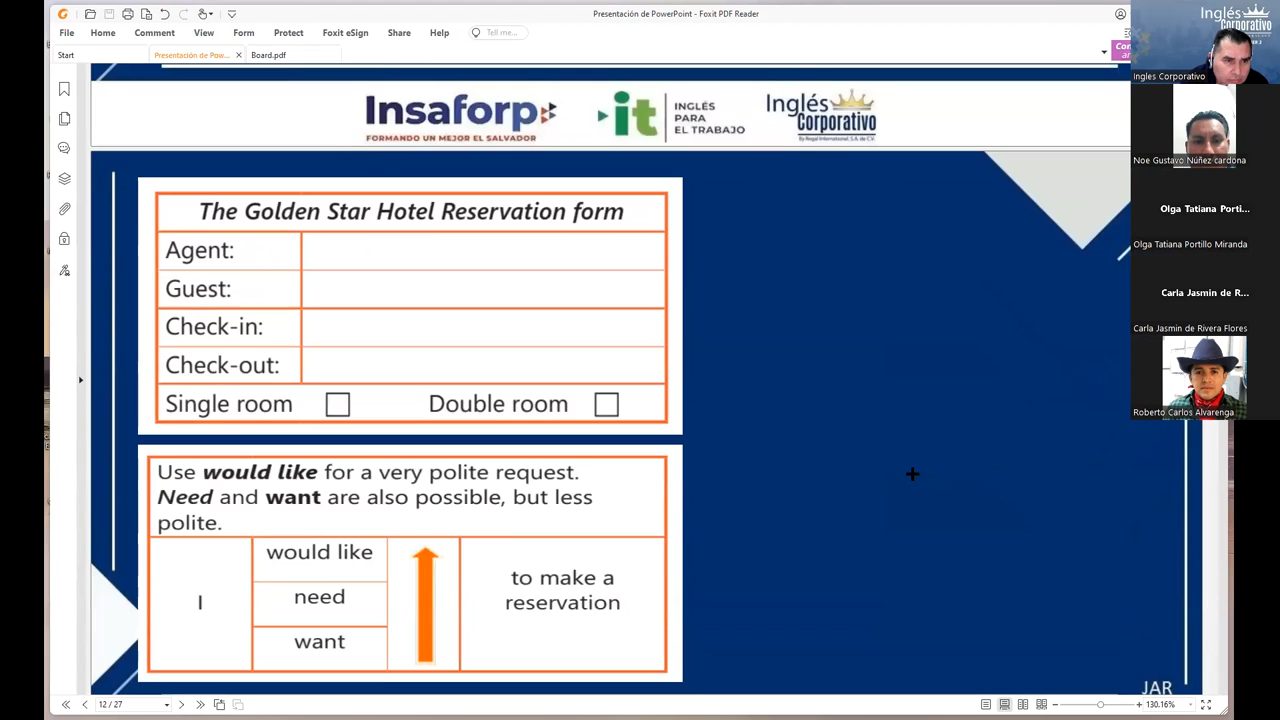 Presentación de PowerPoint - Foxit PDF Reader
File Home Comment View Form Protect Foxit eSign Share Help Tell me...
Start Presentación de Pow... Board.pdf
Insaforp
FORMANDO UN MEJOR EL SALVADOR
it
INGLÉS
PARA
EL TRABAJO
Inglés
Corporativo
By Regal International, S.A. de C.V.
The Golden Star Hotel Reservation form
Agent:
Guest:
Check-in:
Check-out:
Single room Double room
Use would like for a very polite request.
Need and want are also possible, but less
polite.
I
would like
need
want
to make a
reservation
JAR
12 / 27
130.16%
Inglés
Corporativo
Ingles Corporativo
Noe Gustavo Núñez cardona
Olga Tatiana Porti...
Olga Tatiana Portillo Miranda
Carla Jasmin de R...
Carla Jasmin de Rivera Flores
Roberto Carlos Alvarenga